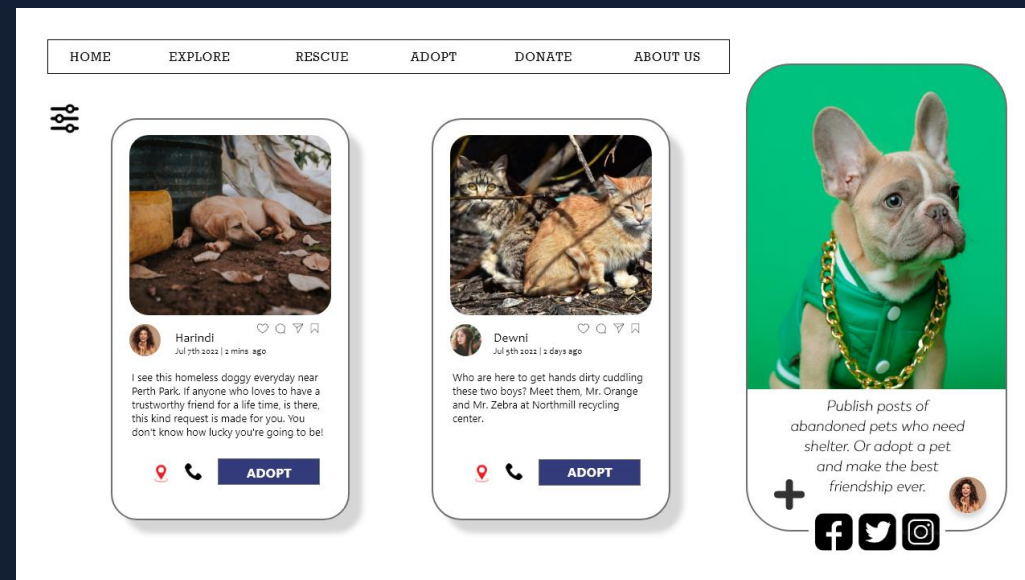 HOME EXPLORE RESCUE ADOPT DONATE ABOUT US
Harindi
Jul 7th 2022 | 2 mins ago
I see this homeless doggy everyday near
Perth Park. If anyone who loves to have a
trustworthy friend for a life time, is there,
this kind request is made for you. You
don't know how lucky you're going to be!
ADOPT
Dewni
Jul 5th 2022 | 2 days ago
Who are here to get hands dirty cuddling
these two boys? Meet them, Mr. Orange
and Mr. Zebra at Northmill recycling
center.
ADOPT
Publish posts of
abandoned pets who need
shelter. Or adopt a pet
and make the best
friendship ever.